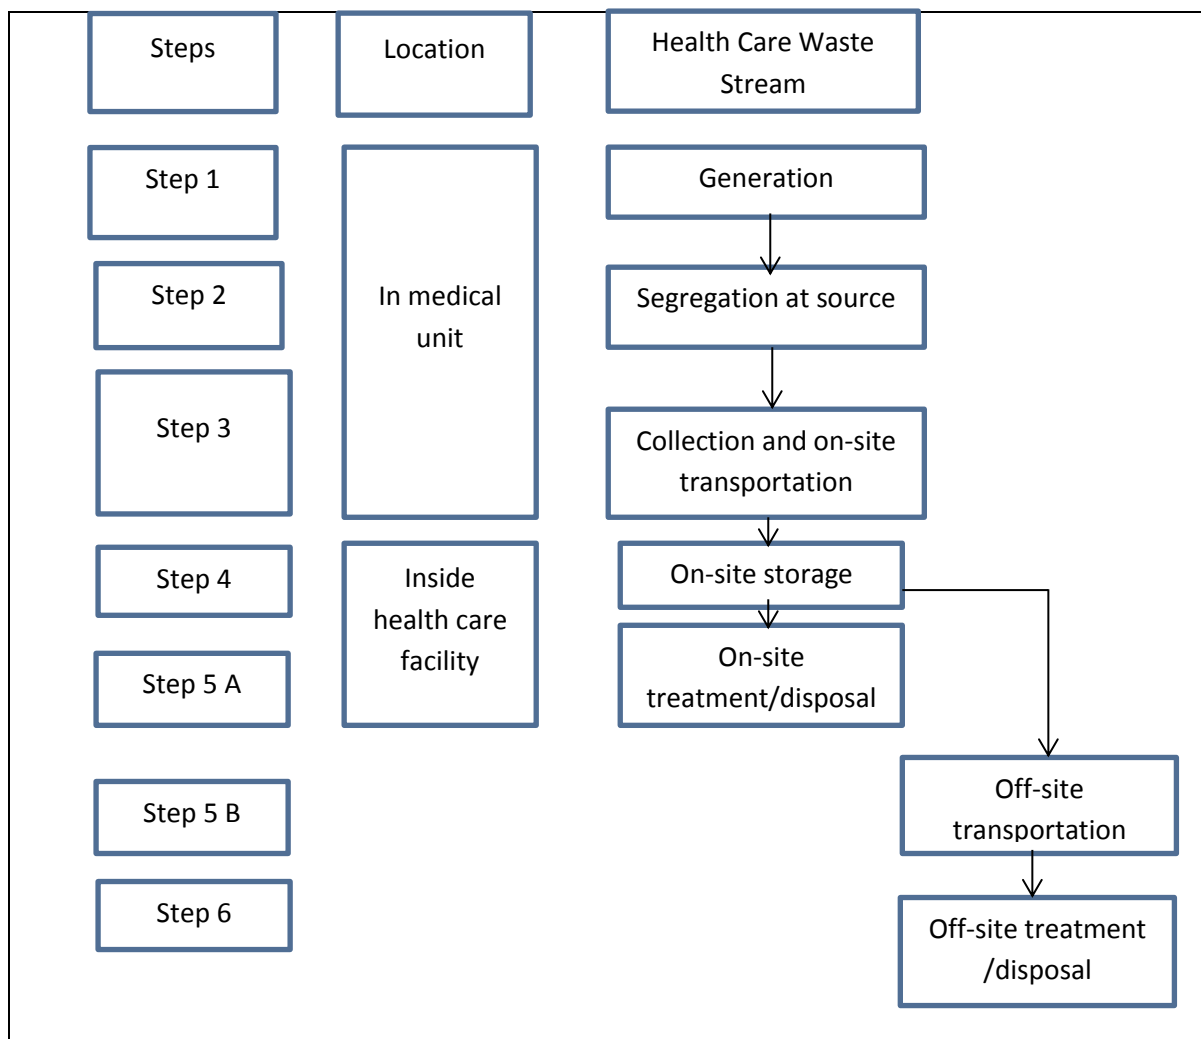 Steps
Location
Health Care Waste
Stream
Step 1
In medical
unit
Generation
Step 2
Segregation at source
Step 3
Collection and on-site
transportation
Step 4
Inside
health care
facility
On-site storage
Step 5 A
On-site
treatment/disposal
Step 5 B
Off-site
transportation
Step 6
Off-site treatment
/disposal